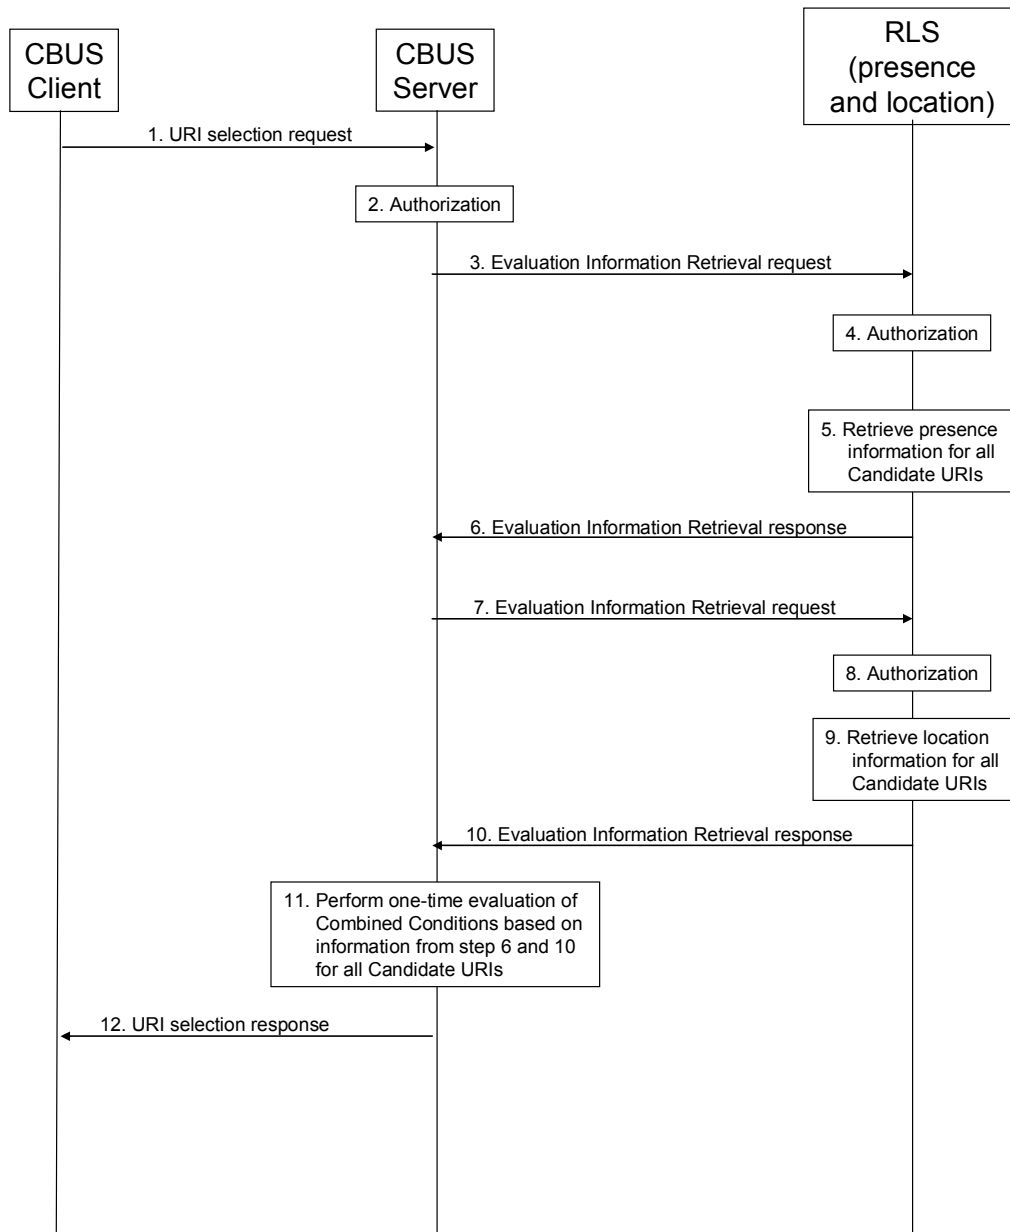 CBUS
Client
CBUS
Server
RLS
(presence
and location)
1. URI selection request
2. Authorization
3. Evaluation Information Retrieval request
4. Authorization
5. Retrieve presence
information for all
Candidate URIs
6. Evaluation Information Retrieval response
7. Evaluation Information Retrieval request
8. Authorization
9. Retrieve location
information for all
Candidate URIs
10. Evaluation Information Retrieval response
11. Perform one-time evaluation of
Combined Conditions based on
information from step 6 and 10
for all Candidate URIs
12. URI selection response